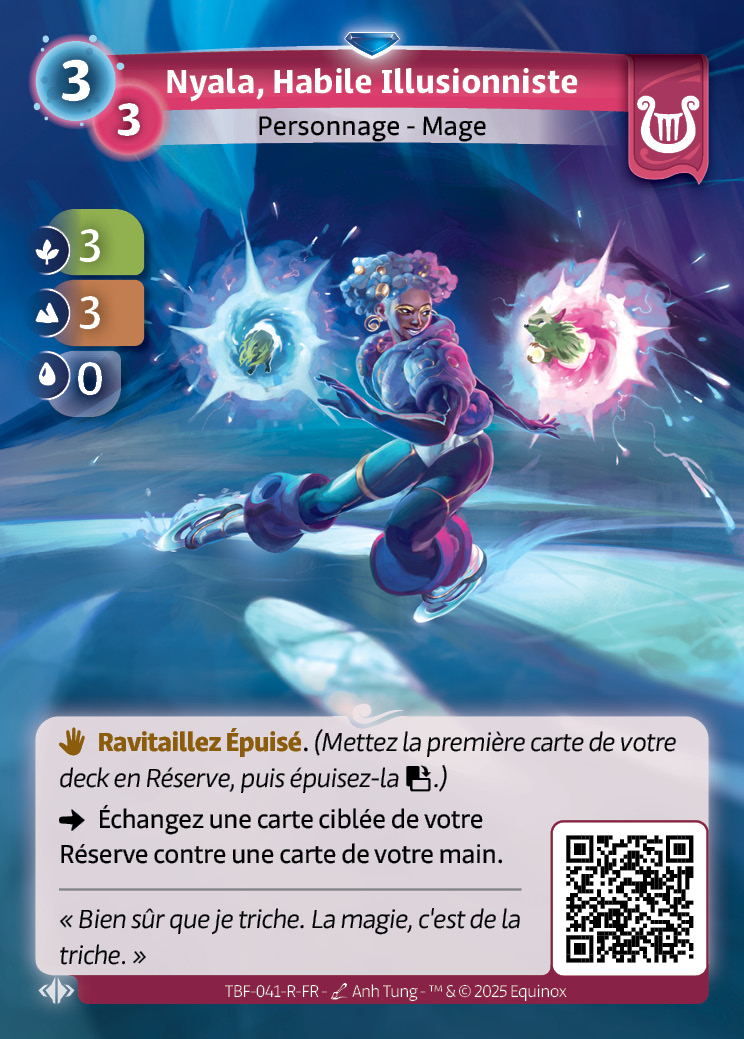 3
Nyala, Habile Illusionniste
3
Personnage - Mage
3
3
0
Ravitaillez Épuisé. (Mettez la première carte de votre
deck en Réserve, puis épuisez-la .)
Échangez une carte ciblée de votre
Réserve contre une carte de votre main.
« Bien sûr que je triche. La magie, c'est de la
triche. »
TBF-041-R-FR - Anh Tung - ™ & © 2025 Equinox